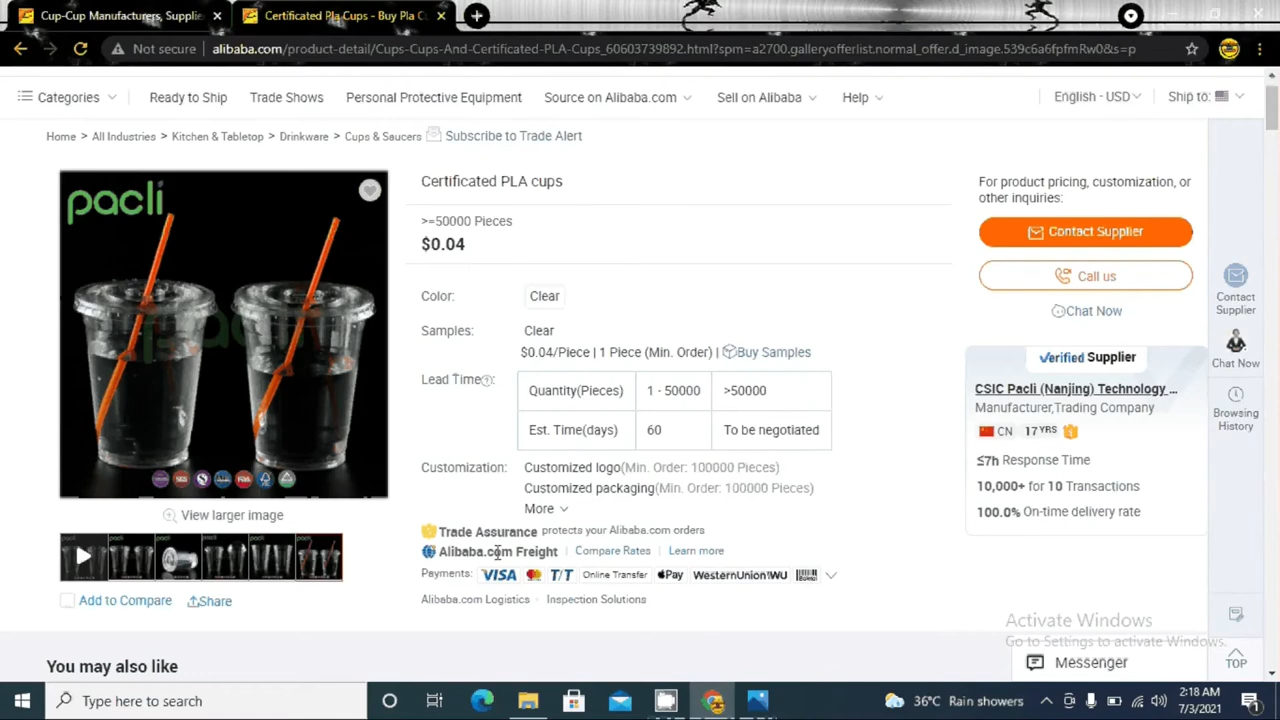 Cup-Cup Manufacturers, Supplie
Certificated Pla Cups - Buy Pla C
Not secure
alibaba.com/product-detail/Cups-Cups-And-Certificated-PLA-Cups_60603739892.html?spm=a2700.galleryofferlist.normal_offer.d_image.539c6a6fpfmRw0&s=p
Categories
Ready to Ship
Trade Shows
Personal Protective Equipment
Source on Alibaba.com
Sell on Alibaba
Help
English - USD
Ship to:
Home > All Industries > Kitchen & Tabletop > Drinkware > Cups & Saucers
Subscribe to Trade Alert
pacli
Certificated PLA cups
>=50000 Pieces
$0.04
Color: Clear
Samples: Clear
$0.04/Piece | 1 Piece (Min. Order) | Buy Samples
Lead Time
Quantity(Pieces) 1 - 50000 >50000
Est. Time(days) 60 To be negotiated
Customization: Customized logo(Min. Order: 100000 Pieces)
Customized packaging(Min. Order: 100000 Pieces)
More
Trade Assurance protects your Alibaba.com orders
Alibaba.com Freight Compare Rates Learn more
Payments: VISA T/T Online Transfer Pay WesternUnion WU
Alibaba.com Logistics Inspection Solutions
View larger image
Add to Compare
Share
For product pricing, customization, or
other inquiries:
Contact Supplier
Call us
Chat Now
Verified Supplier
CSIC Pacli (Nanjing) Technology ...
Manufacturer,Trading Company
CN 17 YRS
≤7h Response Time
10,000+ for 10 Transactions
100.0% On-time delivery rate
Contact
Supplier
Chat Now
Browsing
History
TOP
Activate Windows
Go to Settings to activate Windows.
Messenger
You may also like
Type here to search
36°C Rain showers
2:18 AM
7/3/2021
1